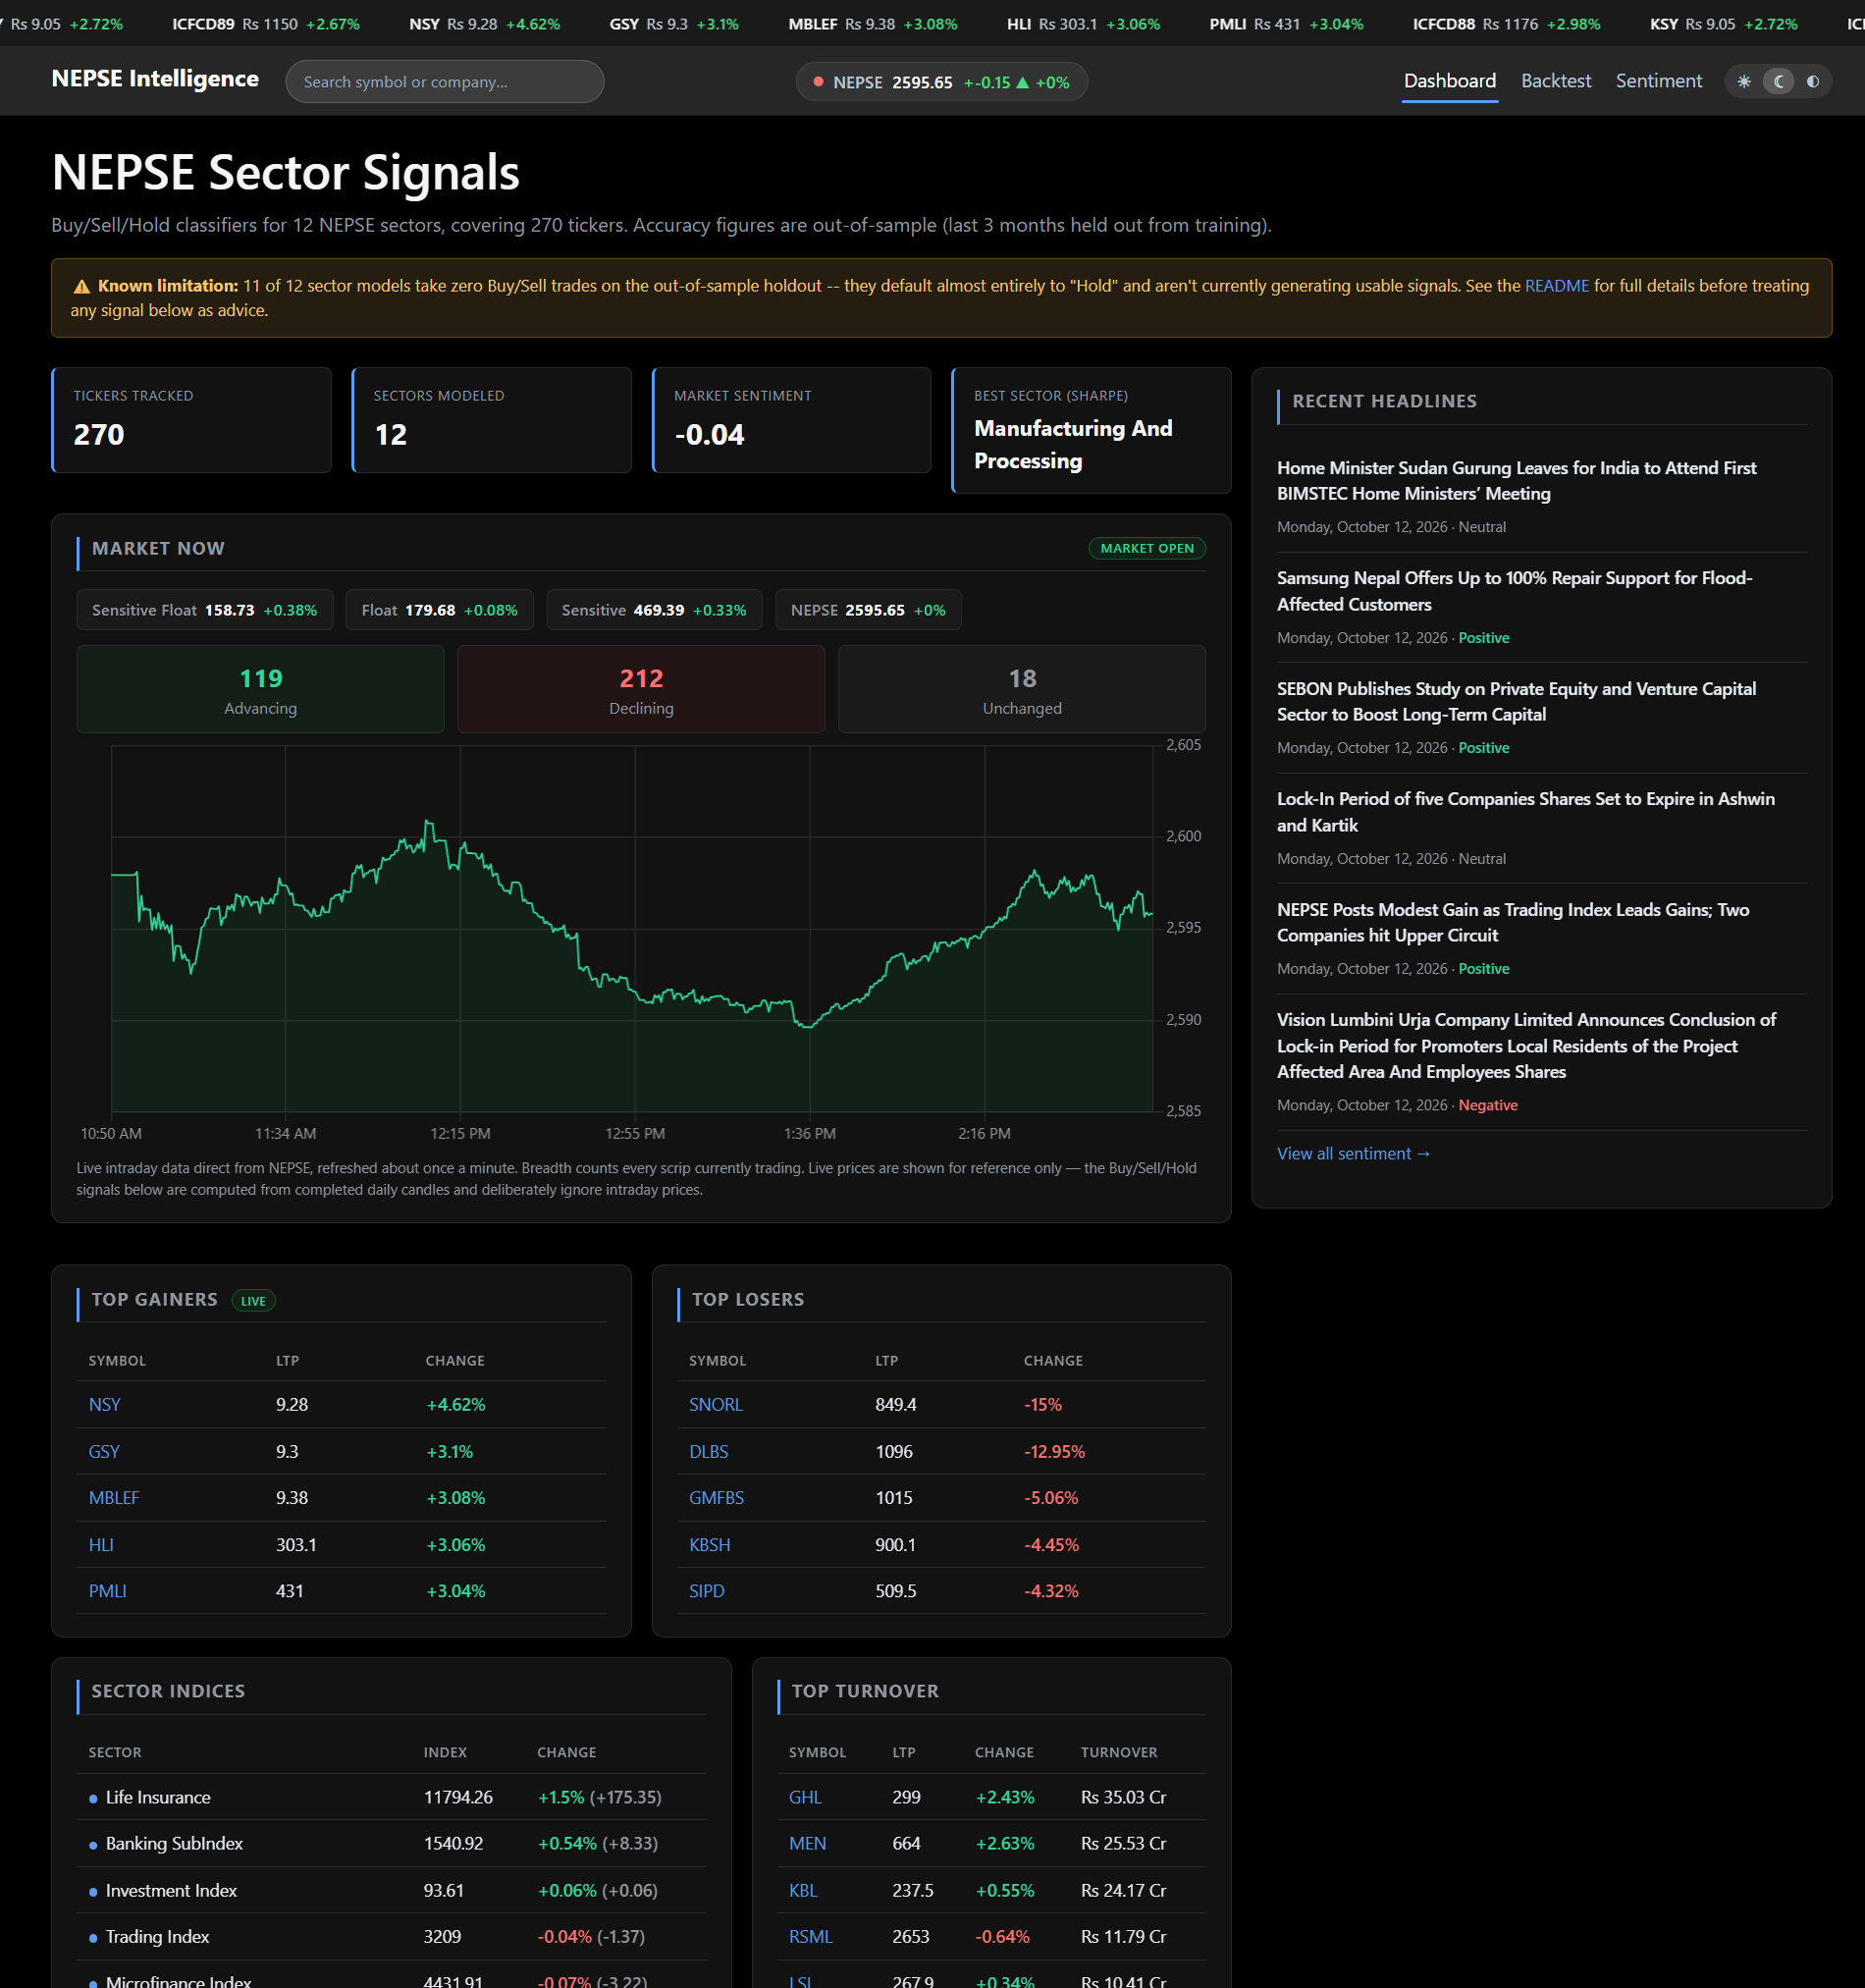 Rs 9.05 +2.72% ICFCD89 Rs 1150 +2.67% NSY Rs 9.28 +4.62% GSY Rs 9.3 +3.1% MBLEF Rs 9.38 +3.08% HLI Rs 303.1 +3.06% PMLI Rs 431 +3.04% ICFCD88 Rs 1176 +2.98% KSY Rs 9.05 +2.72%
NEPSE Intelligence
Search symbol or company...
NEPSE 2595.65 +-0.15 ▲ +0%
Dashboard Backtest Sentiment
NEPSE Sector Signals
Buy/Sell/Hold classifiers for 12 NEPSE sectors, covering 270 tickers. Accuracy figures are out-of-sample (last 3 months held out from training).
⚠ Known limitation: 11 of 12 sector models take zero Buy/Sell trades on the out-of-sample holdout -- they default almost entirely to "Hold" and aren't currently generating usable signals. See the README for full details before treating
any signal below as advice.
TICKERS TRACKED
270
SECTORS MODELED
12
MARKET SENTIMENT
-0.04
BEST SECTOR (SHARPE)
Manufacturing And
Processing
MARKET NOW
MARKET OPEN
Sensitive Float 158.73 +0.38%
Float 179.68 +0.08%
Sensitive 469.39 +0.33%
NEPSE 2595.65 +0%
119
Advancing
212
Declining
18
Unchanged
2,605
2,600
2,595
2,590
2,585
10:50 AM 11:34 AM 12:15 PM 12:55 PM 1:36 PM 2:16 PM
Live intraday data direct from NEPSE, refreshed about once a minute. Breadth counts every scrip currently trading. Live prices are shown for reference only — the Buy/Sell/Hold
signals below are computed from completed daily candles and deliberately ignore intraday prices.
RECENT HEADLINES
Home Minister Sudan Gurung Leaves for India to Attend First
BIMSTEC Home Ministers’ Meeting
Monday, October 12, 2026 · Neutral
Samsung Nepal Offers Up to 100% Repair Support for Flood-
Affected Customers
Monday, October 12, 2026 · Positive
SEBON Publishes Study on Private Equity and Venture Capital
Sector to Boost Long-Term Capital
Monday, October 12, 2026 · Positive
Lock-In Period of five Companies Shares Set to Expire in Ashwin
and Kartik
Monday, October 12, 2026 · Neutral
NEPSE Posts Modest Gain as Trading Index Leads Gains; Two
Companies hit Upper Circuit
Monday, October 12, 2026 · Positive
Vision Lumbini Urja Company Limited Announces Conclusion of
Lock-in Period for Promoters Local Residents of the Project
Affected Area And Employees Shares
Monday, October 12, 2026 · Negative
View all sentiment →
TOP GAINERS LIVE
SYMBOL LTP CHANGE
NSY 9.28 +4.62%
GSY 9.3 +3.1%
MBLEF 9.38 +3.08%
HLI 303.1 +3.06%
PMLI 431 +3.04%
TOP LOSERS
SYMBOL LTP CHANGE
SNORL 849.4 -15%
DLBS 1096 -12.95%
GMFBS 1015 -5.06%
KBSH 900.1 -4.45%
SIPD 509.5 -4.32%
SECTOR INDICES
SECTOR INDEX CHANGE
Life Insurance 11794.26 +1.5% (+175.35)
Banking SubIndex 1540.92 +0.54% (+8.33)
Investment Index 93.61 +0.06% (+0.06)
Trading Index 3209 -0.04% (-1.37)
Microfinance Index 4431.91 -0.07% (-3.22)
TOP TURNOVER
SYMBOL LTP CHANGE TURNOVER
GHL 299 +2.43% Rs 35.03 Cr
MEN 664 +2.63% Rs 25.53 Cr
KBL 237.5 +0.55% Rs 24.17 Cr
RSML 2653 -0.64% Rs 11.79 Cr
LSL 267.9 +0.34% Rs 10.41 Cr